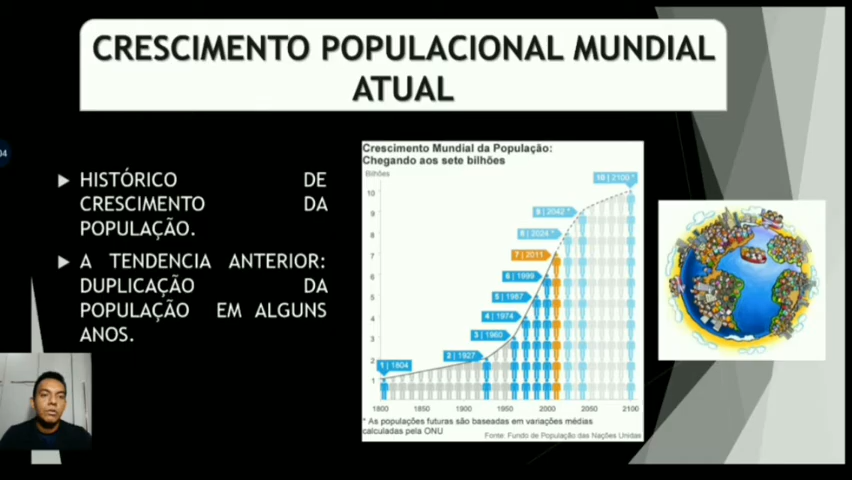 CRESCIMENTO POPULACIONAL MUNDIAL
ATUAL
HISTÓRICO DE
CRESCIMENTO DA
POPULAÇÃO.
A TENDENCIA ANTERIOR:
DUPLICAÇÃO DA
POPULAÇÃO EM ALGUNS
ANOS.
Crescimento Mundial da População:
Chegando aos sete bilhões
Bilhões
10
9
8
7
6
5
4
3
2
1
10 | 2100 *
9 | 2042 *
8 | 2024 *
7 | 2011
6 | 1999
5 | 1987
4 | 1974
3 | 1960
2 | 1927
1 | 1804
1800 1850 1900 1950 2000 2050 2100
* As populações futuras são baseadas em variações médias
calculadas pela ONU
Fonte: Fundo de População das Nações Unidas